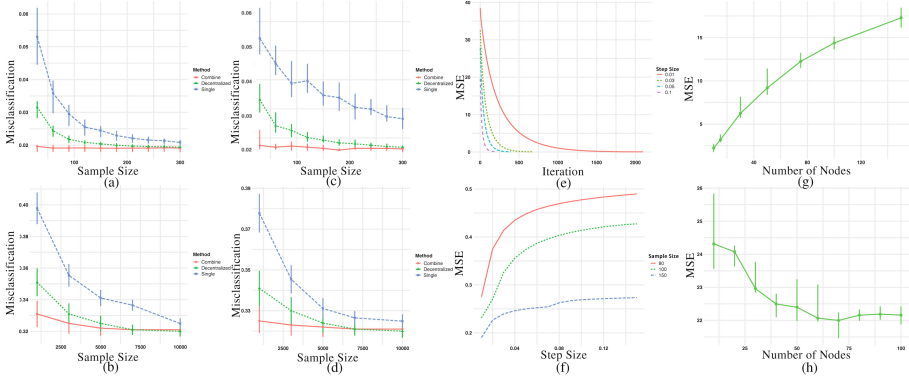 0.06
0.05
0.04
0.03
0.02
Misclassification
100
200
300
Sample Size
(a)
Method
Combine
Decentralized
Single
0.06
0.05
0.04
0.03
0.02
Misclassification
100
200
300
Sample Size
(c)
Method
Combine
Decentralized
Single
40
30
20
10
0
MSE
0
500
1000
1500
2000
Iteration
(e)
Step Size
0.01
0.03
0.05
0.1
15
10
5
MSE
40
80
120
Number of Nodes
(g)
0.40
0.38
0.36
0.34
0.32
Misclassification
2500
5000
7500
10000
Sample Size
(b)
Method
Combine
Decentralized
Single
0.39
0.37
0.35
0.33
Misclassification
2500
5000
7500
10000
Sample Size
(d)
Method
Combine
Decentralized
Single
0.5
0.4
0.3
0.2
MSE
0.04
0.08
0.12
Step Size
(f)
Sample Size
100
150
26
25
24
23
22
MSE
25
50
75
100
Number of Nodes
(h)